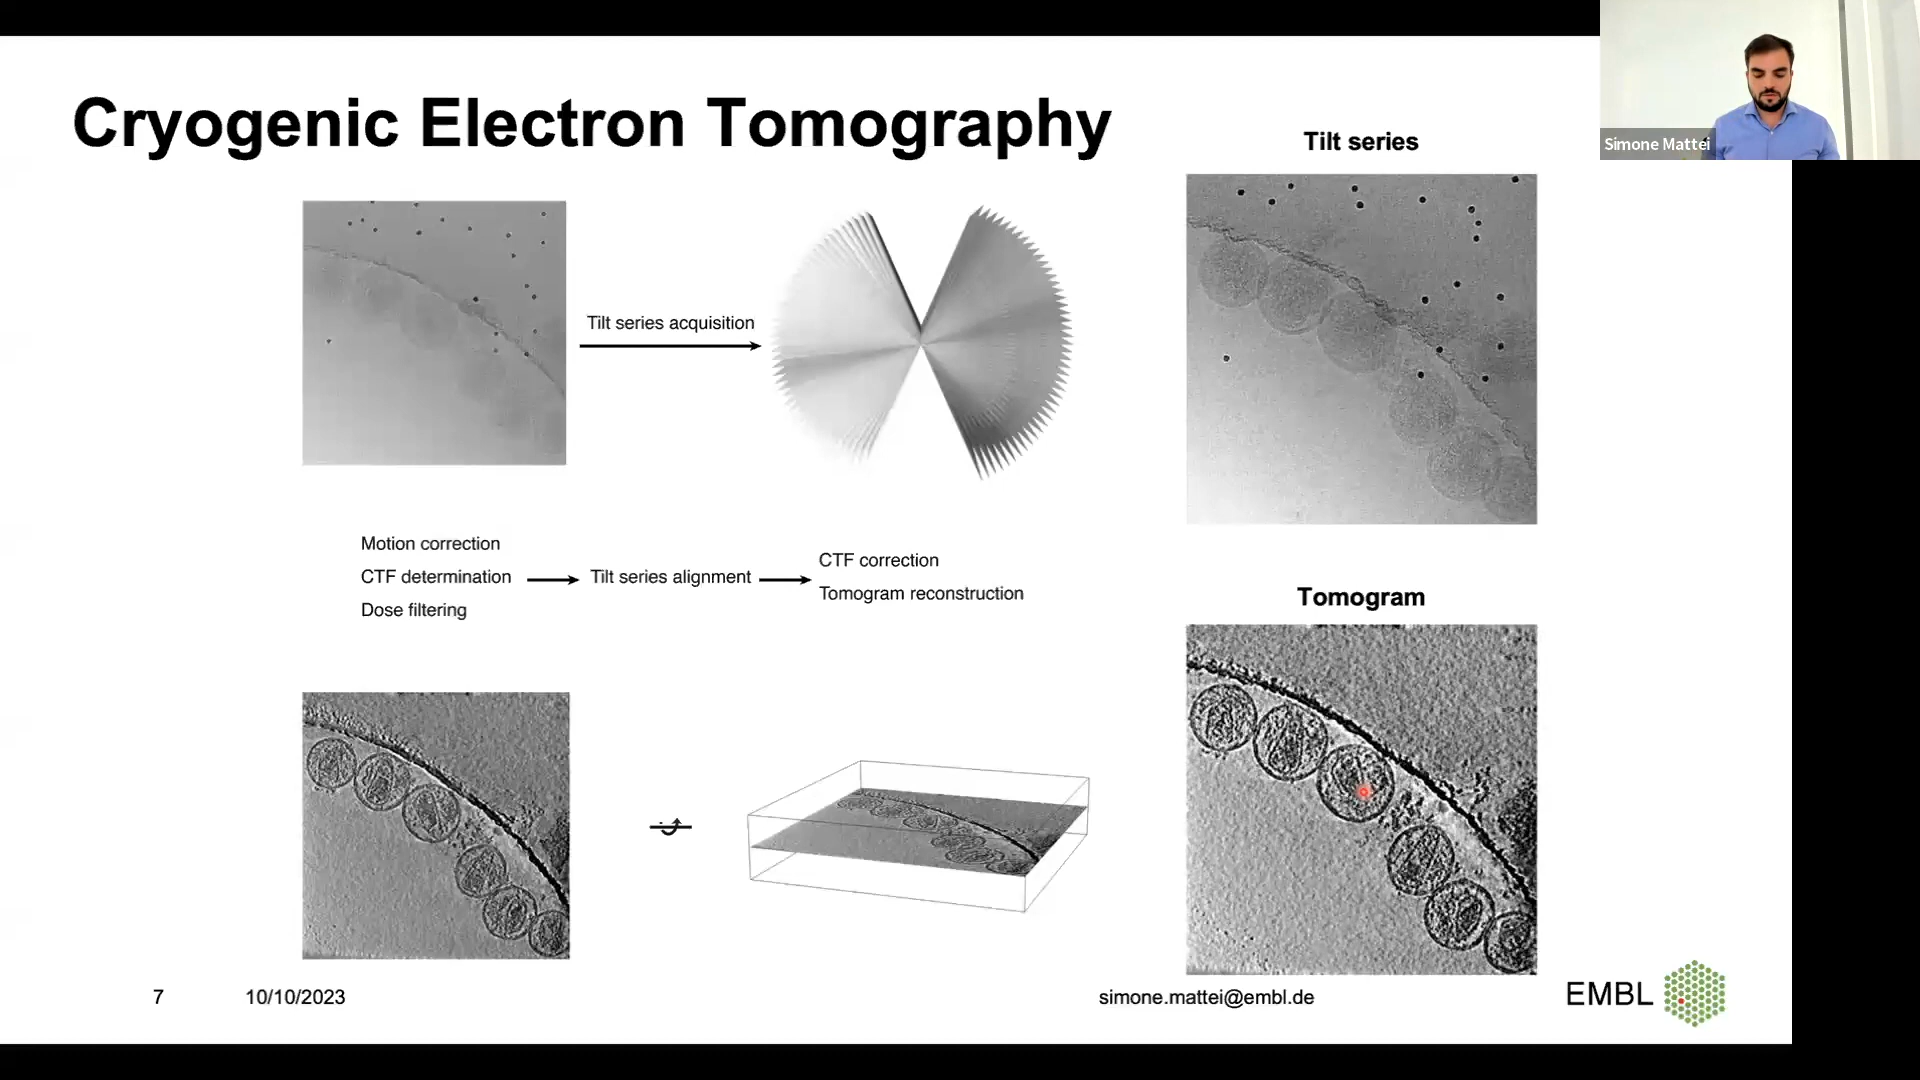 Cryogenic Electron Tomography
Simone Mattei
Tilt series
Tilt series acquisition
Motion correction
CTF determination
Dose filtering
Tilt series alignment
CTF correction
Tomogram reconstruction
Tomogram
7
10/10/2023
simone.mattei@embl.de
EMBL